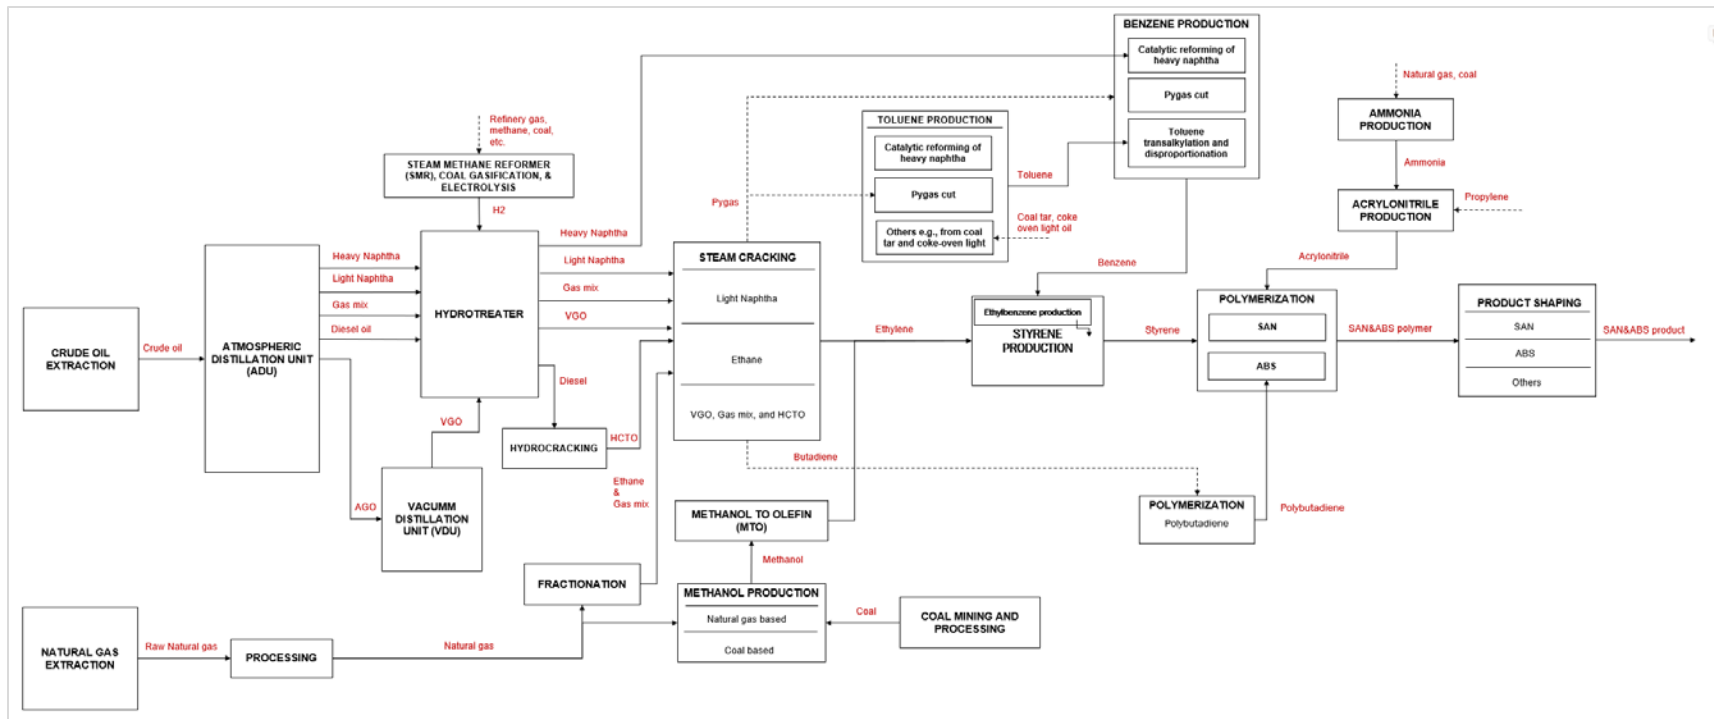 BENZENE PRODUCTION
Catalytic reforming of
heavy naphtha
Pygas cut
Toluene
transalkylation and
disproportionation
Natural gas, coal
AMMONIA
PRODUCTION
Ammonia
ACRYLONITRILE
PRODUCTION
Propylene
Acrylonitrile
TOLUENE PRODUCTION
Catalytic reforming of
heavy naphtha
Pygas cut
Others e.g., from coal
tar and coke-oven light
Toluene
Coal tar, coke
oven light oil
Benzene
Pygas
Refinery gas,
methane, coal,
etc.
STEAM METHANE REFORMER
(SMR), COAL GASIFICATION, &
ELECTROLYSIS
H2
Heavy Naphtha
Light Naphtha
Gas mix
Diesel oil
HYDROTREATER
Heavy Naphtha
Light Naphtha
Gas mix
VGO
Diesel
CRUDE OIL
EXTRACTION
Crude oil
ATMOSPHERIC
DISTILLATION UNIT
(ADU)
STEAM CRACKING
Light Naphtha
Ethane
VGO, Gas mix, and HCTO
Ethylene
Ethylbenzene production
STYRENE
PRODUCTION
Styrene
POLYMERIZATION
SAN
ABS
SAN&ABS polymer
PRODUCT SHAPING
SAN
ABS
Others
SAN&ABS product
VGO
HYDROCRACKING
HCTO
AGO
VACUMM
DISTILLATION
UNIT (VDU)
Ethane
&
Gas mix
Butadiene
POLYMERIZATION
Polybutadiene
Polybutadiene
METHANOL TO OLEFIN
(MTO)
Methanol
FRACTIONATION
METHANOL PRODUCTION
Natural gas based
Coal based
Coal
COAL MINING AND
PROCESSING
NATURAL GAS
EXTRACTION
Raw Natural gas
PROCESSING
Natural gas